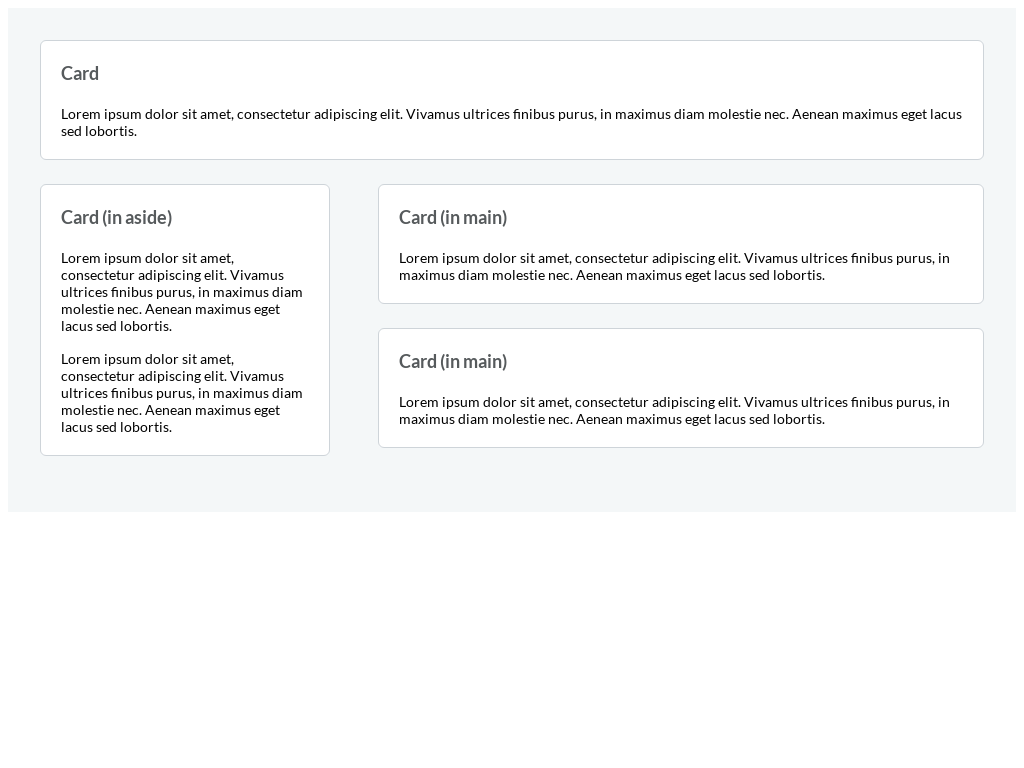 Card
Lorem ipsum dolor sit amet, consectetur adipiscing elit. Vivamus ultrices finibus purus, in maximus diam molestie nec. Aenean maximus eget lacus
sed lobortis.
Card (in aside)
Lorem ipsum dolor sit amet,
consectetur adipiscing elit. Vivamus
ultrices finibus purus, in maximus diam
molestie nec. Aenean maximus eget
lacus sed lobortis.
Lorem ipsum dolor sit amet,
consectetur adipiscing elit. Vivamus
ultrices finibus purus, in maximus diam
molestie nec. Aenean maximus eget
lacus sed lobortis.
Card (in main)
Lorem ipsum dolor sit amet, consectetur adipiscing elit. Vivamus ultrices finibus purus, in
maximus diam molestie nec. Aenean maximus eget lacus sed lobortis.
Card (in main)
Lorem ipsum dolor sit amet, consectetur adipiscing elit. Vivamus ultrices finibus purus, in
maximus diam molestie nec. Aenean maximus eget lacus sed lobortis.